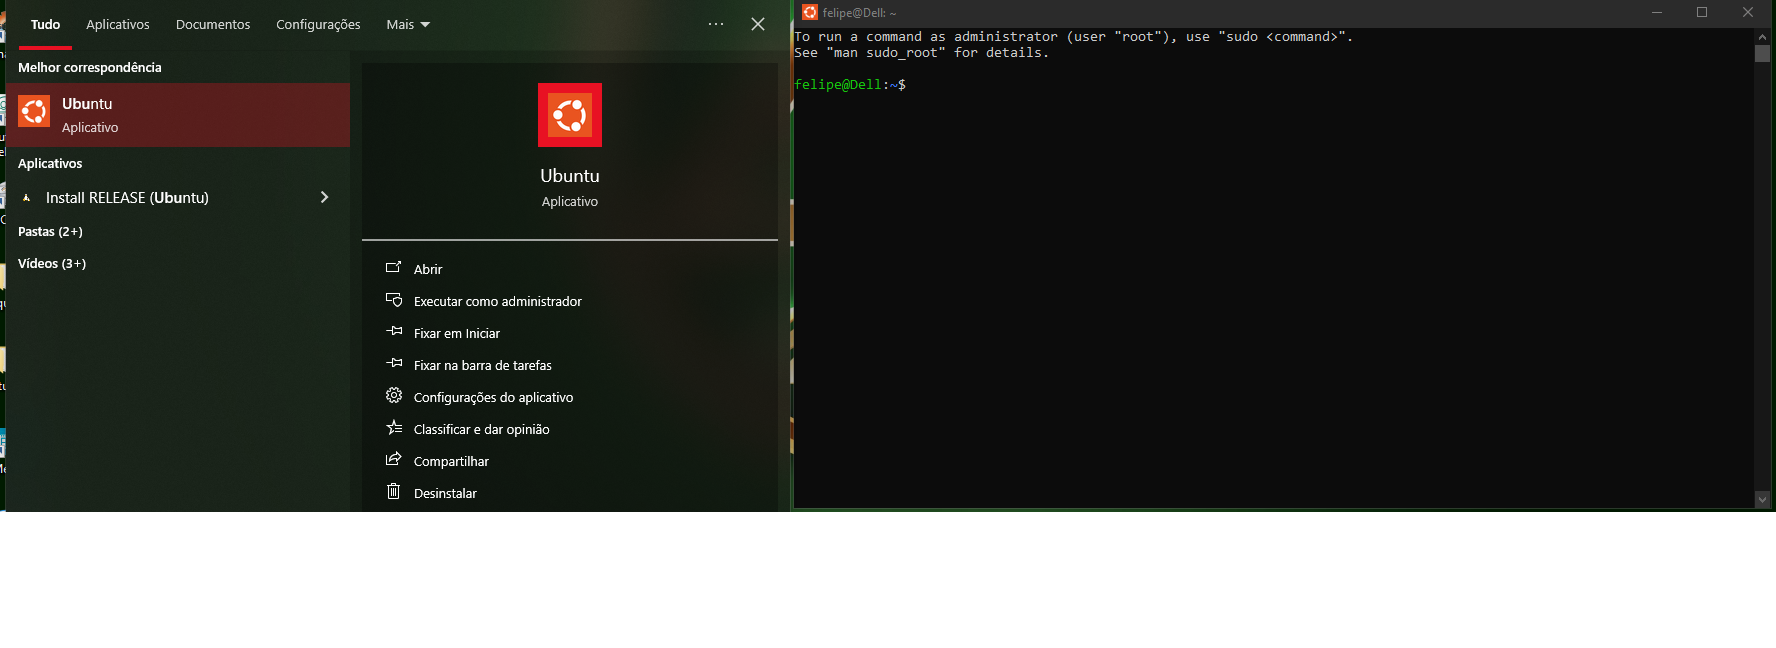 Tudo Aplicativos Documentos Configurações Mais ···
Melhor correspondência
Ubuntu
Aplicativo
Aplicativos
Install RELEASE (Ubuntu)
Pastas (2+)
Vídeos (3+)
Ubuntu
Aplicativo
Abrir
Executar como administrador
Fixar em Iniciar
Fixar na barra de tarefas
Configurações do aplicativo
Classificar e dar opinião
Compartilhar
Desinstalar
felipe@Dell: ~
To run a command as administrator (user "root"), use "sudo <command>".
See "man sudo_root" for details.
felipe@Dell:~$